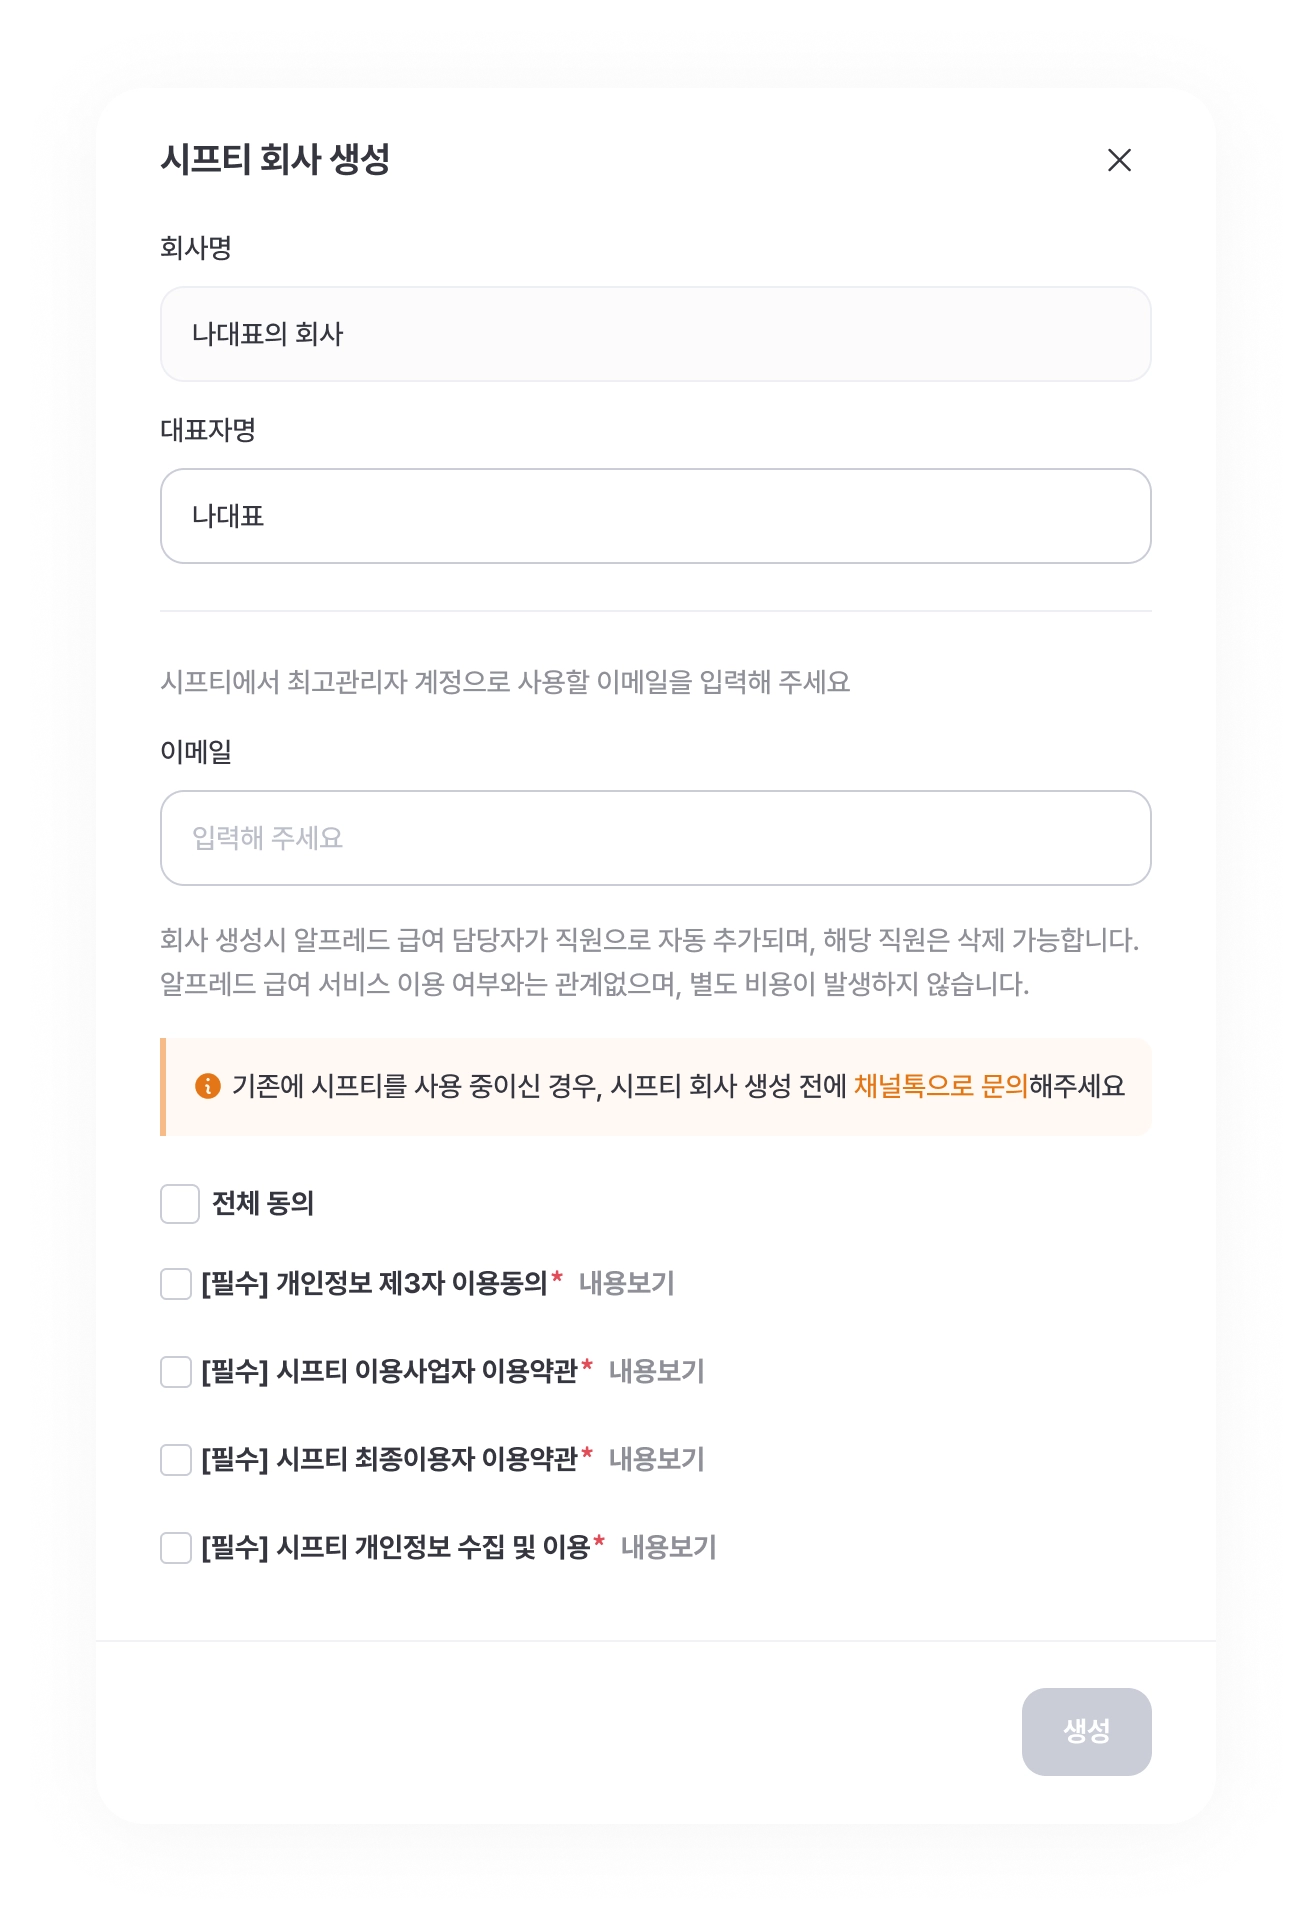 시프티 회사 생성
회사명
나대표의 회사
대표자명
나대표
시프티에서 최고관리자 계정으로 사용할 이메일을 입력해 주세요
이메일
입력해 주세요
회사 생성시 알프레드 급여 담당자가 직원으로 자동 추가되며, 해당 직원은 삭제 가능합니다.
알프레드 급여 서비스 이용 여부와는 관계없으며, 별도 비용이 발생하지 않습니다.
기존에 시프티를 사용 중이신 경우, 시프티 회사 생성 전에 채널톡으로 문의해주세요
전체 동의
[필수] 개인정보 제3자 이용동의* 내용보기
[필수] 시프티 이용사업자 이용약관* 내용보기
[필수] 시프티 최종이용자 이용약관* 내용보기
[필수] 시프티 개인정보 수집 및 이용* 내용보기
생성